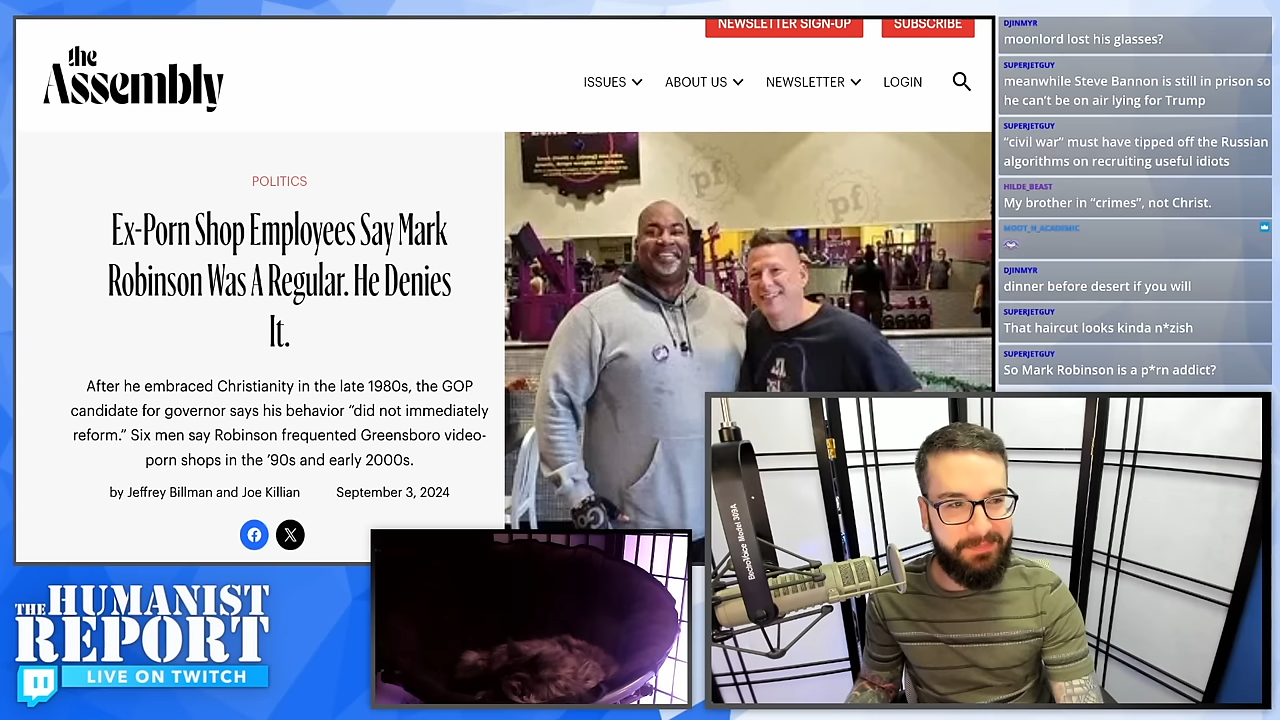 NEWSLETTER SIGN-UP
SUBSCRIBE
the
Assembly
ISSUES
ABOUT US
NEWSLETTER
LOGIN
POLITICS
Ex-Porn Shop Employees Say Mark
Robinson Was A Regular. He Denies
It.
After he embraced Christianity in the late 1980s, the GOP
candidate for governor says his behavior “did not immediately
reform.” Six men say Robinson frequented Greensboro video-
porn shops in the ’90s and early 2000s.
by Jeffrey Billman and Joe Killian
September 3, 2024
pf
DJINMYR
moonlord lost his glasses?
SUPERJETGUY
meanwhile Steve Bannon is still in prison so
he can’t be on air lying for Trump
SUPERJETGUY
“civil war” must have tipped off the Russian
algorithms on recruiting useful idiots
HILDE_BEAST
My brother in “crimes”, not Christ.
MOOT_N_ACADEMIC
DJINMYR
dinner before desert if you will
SUPERJETGUY
That haircut looks kinda n*zish
SUPERJETGUY
So Mark Robinson is a p*rn addict?
ElectroVoice Model 309A
THE HUMANIST
REPORT
LIVE ON TWITCH